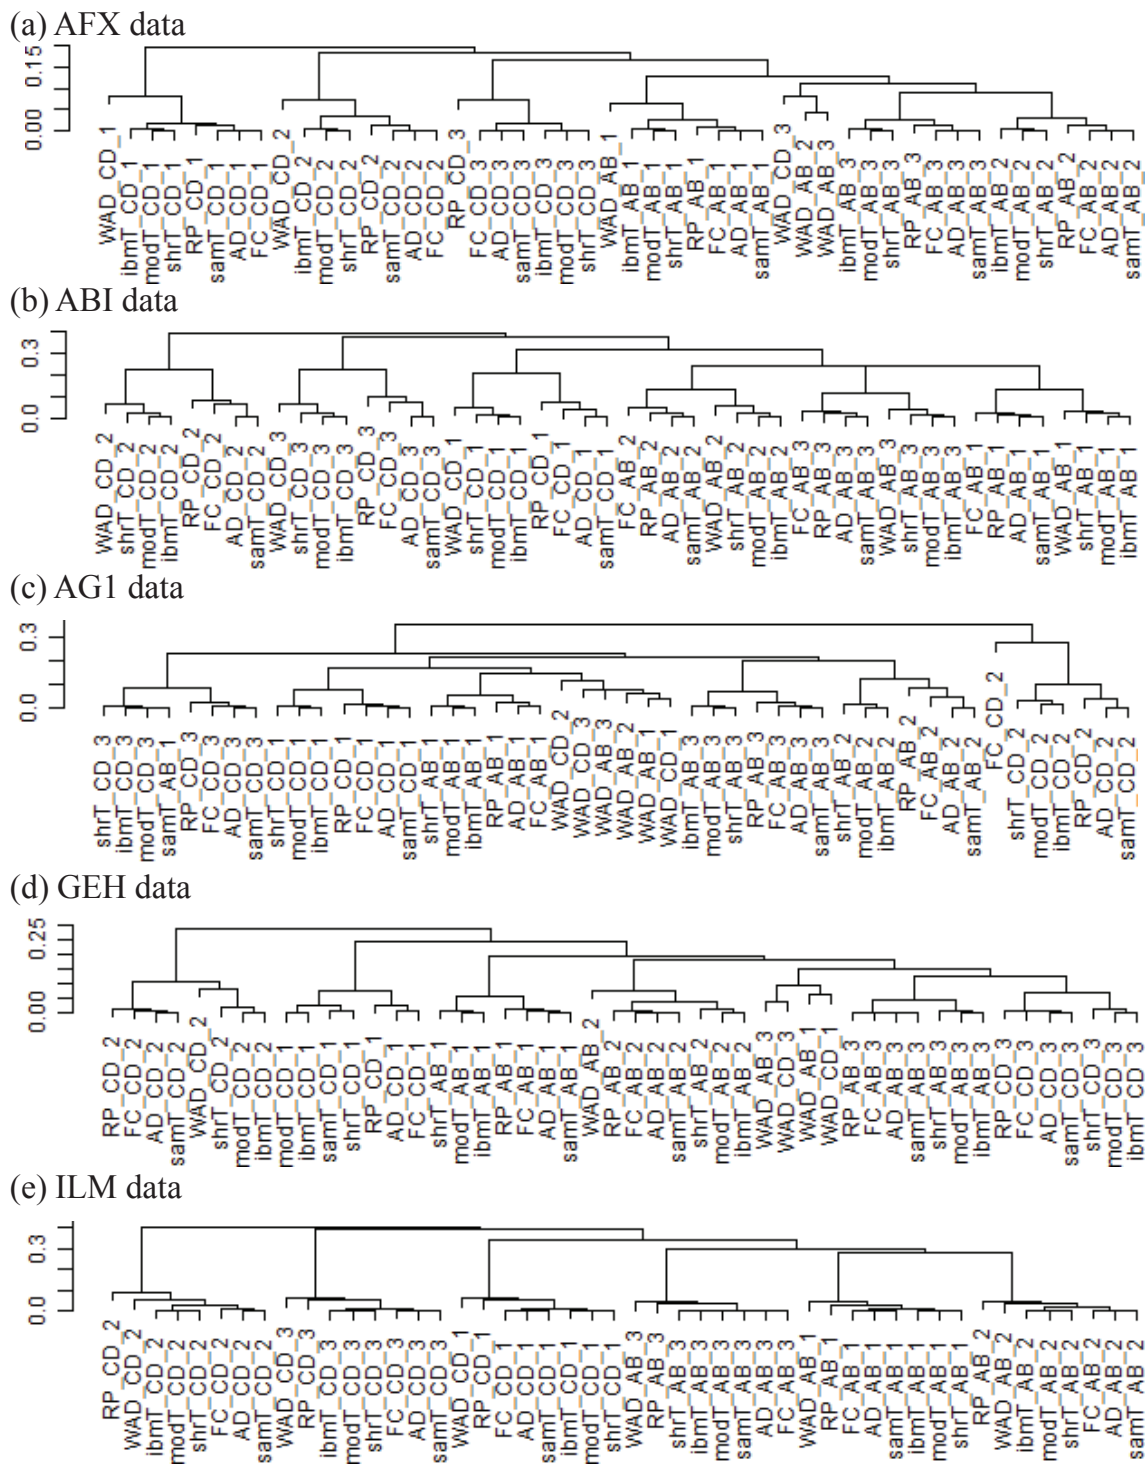 (a) AFX data
0.15
0.00
WAD_CD_1
ibmT_CD_1
modT_CD_1
shrT_CD_1
RP_CD_1
samT_CD_1
AD_CD_1
FC_CD_1
WAD_CD_2
ibmT_CD_2
modT_CD_2
shrT_CD_2
RP_CD_2
samT_CD_2
AD_CD_2
FC_CD_2
RP_CD_3
FC_CD_3
AD_CD_3
samT_CD_3
ibmT_CD_3
modT_CD_3
shrT_CD_3
WAD_AB_1
ibmT_AB_1
modT_AB_1
shrT_AB_1
RP_AB_1
FC_AB_1
AD_AB_1
samT_AB_1
WAD_CD_3
WAD_AB_2
WAD_AB_3
ibmT_AB_3
modT_AB_3
shrT_AB_3
RP_AB_3
FC_AB_3
AD_AB_3
samT_AB_3
ibmT_AB_2
modT_AB_2
shrT_AB_2
RP_AB_2
FC_AB_2
AD_AB_2
samT_AB_2
(b) ABI data
0.3
0.0
WAD_CD_2
shrT_CD_2
modT_CD_2
ibmT_CD_2
RP_CD_2
FC_CD_2
AD_CD_2
samT_CD_2
WAD_CD_3
shrT_CD_3
modT_CD_3
ibmT_CD_3
RP_CD_3
FC_CD_3
AD_CD_3
samT_CD_3
WAD_CD_1
shrT_CD_1
modT_CD_1
ibmT_CD_1
RP_CD_1
FC_CD_1
AD_CD_1
samT_CD_1
FC_AB_2
RP_AB_2
AD_AB_2
samT_AB_2
WAD_AB_2
shrT_AB_2
modT_AB_2
ibmT_AB_2
FC_AB_3
RP_AB_3
AD_AB_3
samT_AB_3
WAD_AB_3
shrT_AB_3
modT_AB_3
ibmT_AB_3
FC_AB_1
RP_AB_1
AD_AB_1
samT_AB_1
WAD_AB_1
shrT_AB_1
modT_AB_1
ibmT_AB_1
(c) AG1 data
0.3
0.0
shrT_CD_3
ibmT_CD_3
modT_CD_3
samT_AB_1
RP_CD_3
FC_CD_3
AD_CD_3
samT_CD_3
shrT_CD_1
modT_CD_1
ibmT_CD_1
RP_CD_1
FC_CD_1
AD_CD_1
samT_CD_1
shrT_AB_1
modT_AB_1
ibmT_AB_1
RP_AB_1
AD_AB_1
FC_AB_1
WAD_CD_2
WAD_CD_3
WAD_AB_3
WAD_AB_2
WAD_AB_1
WAD_CD_1
ibmT_AB_3
modT_AB_3
shrT_AB_3
RP_AB_3
FC_AB_3
AD_AB_3
samT_AB_3
shrT_AB_2
modT_AB_2
ibmT_AB_2
RP_AB_2
FC_AB_2
AD_AB_2
samT_AB_2
FC_CD_2
shrT_CD_2
modT_CD_2
ibmT_CD_2
RP_CD_2
AD_CD_2
samT_CD_2
(d) GEH data
0.25
0.00
RP_CD_2
FC_CD_2
AD_CD_2
samT_CD_2
WAD_CD_2
shrT_CD_2
modT_CD_2
ibmT_CD_2
modT_CD_1
ibmT_CD_1
samT_CD_1
shrT_CD_1
RP_CD_1
AD_CD_1
FC_CD_1
shrT_AB_1
modT_AB_1
ibmT_AB_1
RP_AB_1
FC_AB_1
AD_AB_1
samT_AB_1
WAD_AB_2
RP_AB_2
FC_AB_2
AD_AB_2
samT_AB_2
shrT_AB_2
modT_AB_2
ibmT_AB_2
WAD_AB_3
WAD_CD_3
WAD_AB_1
WAD_CD_1
RP_AB_3
FC_AB_3
AD_AB_3
samT_AB_3
shrT_AB_3
modT_AB_3
ibmT_AB_3
RP_CD_3
FC_CD_3
AD_CD_3
samT_CD_3
shrT_CD_3
modT_CD_3
ibmT_CD_3
(e) ILM data
0.3
0.0
RP_CD_2
WAD_CD_2
ibmT_CD_2
modT_CD_2
shrT_CD_2
FC_CD_2
AD_CD_2
samT_CD_2
WAD_CD_3
RP_CD_3
ibmT_CD_3
modT_CD_3
shrT_CD_3
FC_CD_3
AD_CD_3
samT_CD_3
WAD_CD_1
RP_CD_1
FC_CD_1
AD_CD_1
samT_CD_1
ibmT_CD_1
modT_CD_1
shrT_CD_1
WAD_AB_3
RP_AB_3
shrT_AB_3
ibmT_AB_3
modT_AB_3
samT_AB_3
AD_AB_3
FC_AB_3
WAD_AB_1
RP_AB_1
FC_AB_1
AD_AB_1
samT_AB_1
ibmT_AB_1
modT_AB_1
shrT_AB_1
RP_AB_2
WAD_AB_2
ibmT_AB_2
modT_AB_2
shrT_AB_2
FC_AB_2
AD_AB_2
samT_AB_2